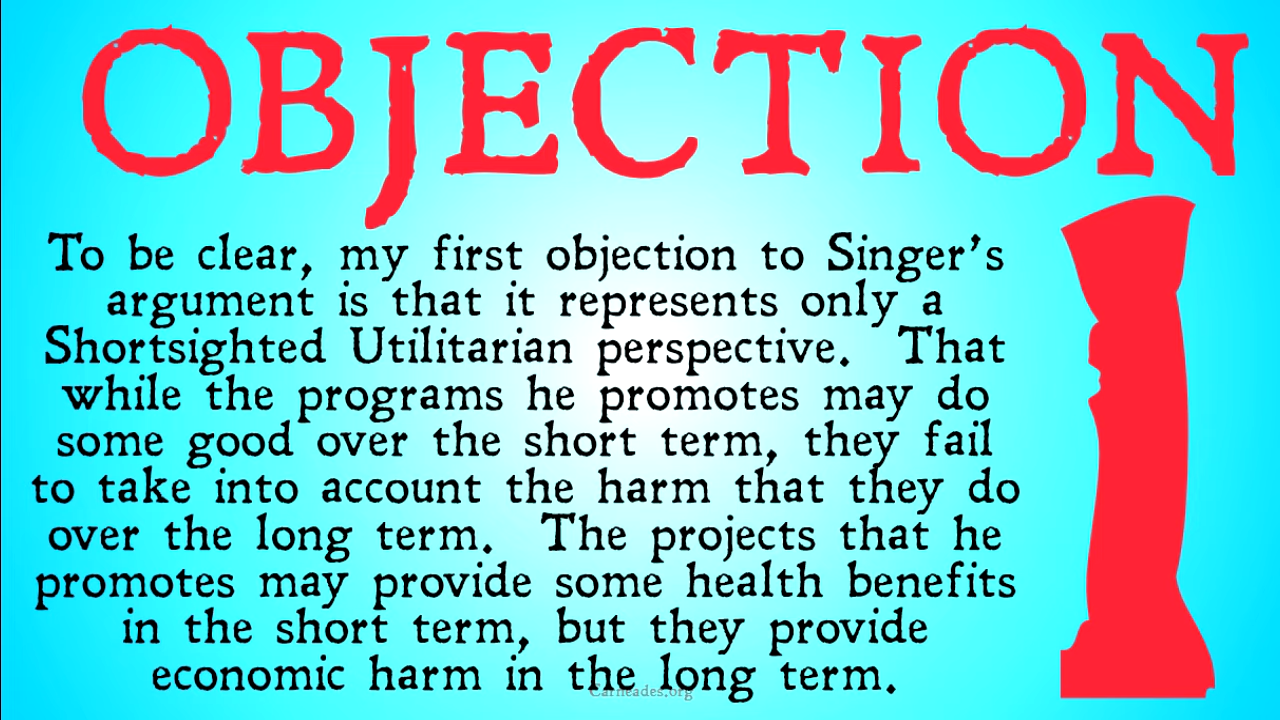 OBJECTION
To be clear, my first objection to Singer's
argument is that it represents only a
Shortsighted Utilitarian perspective. That
while the programs he promotes may do
some good over the short term, they fail
to take into account the harm that they do
over the long term. The projects that he
promotes may provide some health benefits
in the short term, but they provide
economic harm in the long term.
1
Carneades.org